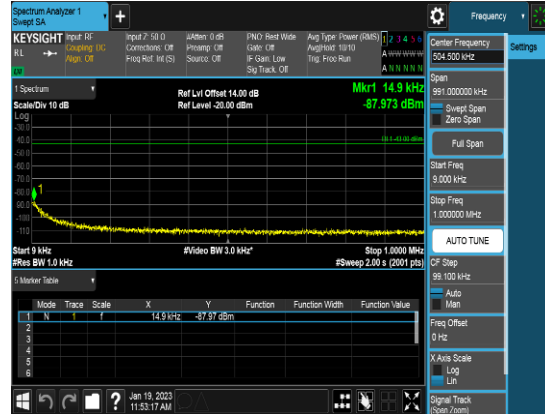 Spectrum Analyzer 1
Swept SA
+
Frequency
KEYSIGHT
RL
Input: RF
Coupling: DC
Align: Off
Input Z: 50 Ω
Corrections: Off
Freq Ref: Int (S)
#Atten: 0 dB
Preamp: Off
Source: Off
PNO: Best Wide
Gate: Off
IF Gain: Low
Sig Track: Off
Avg Type: Power (RMS)
Avg|Hold: 10/10
Trig: Free Run
A N N N N N
1 Spectrum
Scale/Div 10 dB
Log
Ref Lvl Offset 14.00 dB
Ref Level -20.00 dBm
Mkr1 14.9 kHz
-87.973 dBm
-30.0
-40.0
-50.0
-60.0
-70.0
-80.0
-90.0
-100
-110
1
Start 9 kHz
#Res BW 1.0 kHz
#Video BW 3.0 kHz*
Stop 1.0000 MHz
#Sweep 2.00 s (2001 pts)
5 Marker Table
Mode Trace Scale X Y Function Function Width Function Value
1 N 1 f 14.9 kHz -87.97 dBm
2
3
4
5
6
Center Frequency
504.500 kHz
Settings
Span
991.000000 kHz
Swept Span
Zero Span
Full Span
Start Freq
9.000 kHz
Stop Freq
1.000000 MHz
AUTO TUNE
CF Step
99.100 kHz
Auto
Man
Freq Offset
0 Hz
X Axis Scale
Log
Lin
Signal Track
(Span Zoom)
?
Jan 19, 2023
11:53:17 AM